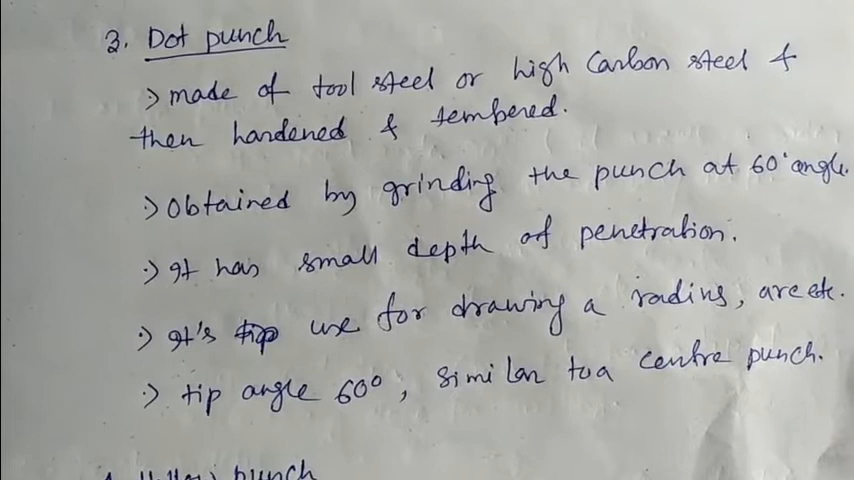 3. Dot punch
:> made of tool steel or high Carbon steel &
then hardened & tembered.
:> Obtained by grinding the punch at 60° angle.
:> It has small depth of penetration.
:> It's use for drawing a radius, arc etc.
:> tip angle 60°, similar to a centre punch.
punch